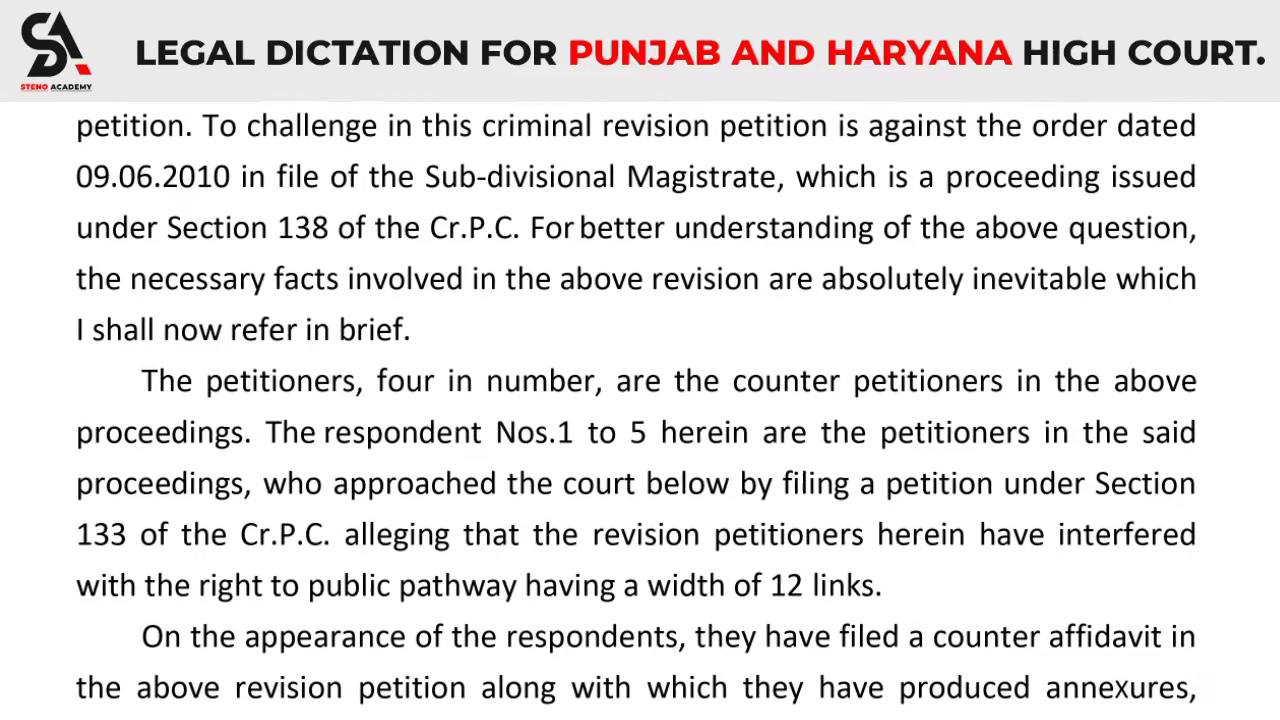 SA
STENO ACADEMY
LEGAL DICTATION FOR PUNJAB AND HARYANA HIGH COURT.
petition. To challenge in this criminal revision petition is against the order dated
09.06.2010 in file of the Sub-divisional Magistrate, which is a proceeding issued
under Section 138 of the Cr.P.C. For better understanding of the above question,
the necessary facts involved in the above revision are absolutely inevitable which
I shall now refer in brief.
The petitioners, four in number, are the counter petitioners in the above
proceedings. The respondent Nos.1 to 5 herein are the petitioners in the said
proceedings, who approached the court below by filing a petition under Section
133 of the Cr.P.C. alleging that the revision petitioners herein have interfered
with the right to public pathway having a width of 12 links.
On the appearance of the respondents, they have filed a counter affidavit in
the above revision petition along with which they have produced annexures,